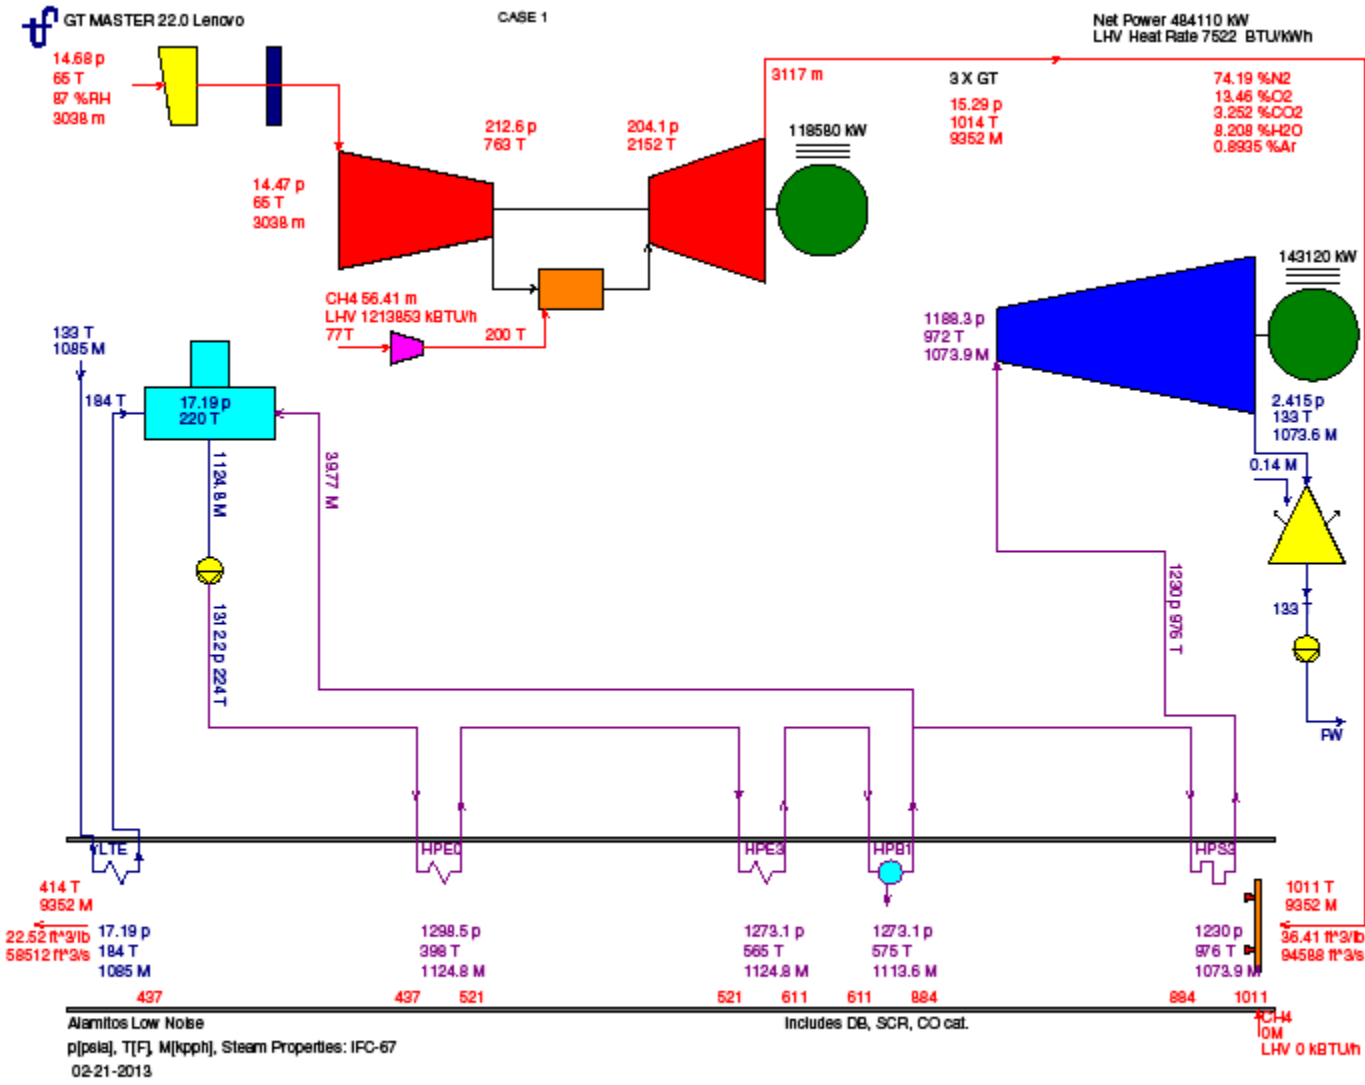 GT MASTER 22.0 Lenovo
CASE 1
Net Power 484110 kW
LHV Heat Rate 7522 BTU/kWh
14.68 p
65 T
87 %RH
3038 m
3117 m
3 X GT
15.29 p
1014 T
9352 M
74.19 %N2
13.46 %O2
3.252 %CO2
8.208 %H2O
0.8935 %Ar
212.6 p
763 T
204.1 p
2152 T
118580 kW
14.47 p
65 T
3038 m
143120 kW
CH4 56.41 m
LHV 1213853 kBTU/h
77T
200 T
1188.3 p
972 T
1073.9 M
133 T
1085 M
184 T
17.19 p
220 T
2.415 p
133 T
1073.6 M
0.14 M
1124.8 M
39.77 M
1312.2 p 224 T
1230 p 976 T
133 T
FW
LTE
HPE0
HPE3
HPB1
HPS3
414 T
9352 M
22.52 ft^3/lb
58512 ft^3/s
17.19 p
184 T
1085 M
1298.5 p
398 T
1124.8 M
1273.1 p
565 T
1124.8 M
1273.1 p
575 T
1113.6 M
1230 p
976 T
1073.9 M
1011 T
9352 M
36.41 ft^3/lb
94588 ft^3/s
437
437
521
521
611
611
884
884
1011
Alamitos Low Noise
Includes DB, SCR, CO cat.
CH4
0M
LHV 0 kBTU/h
p[psia], T[F], M[kpph], Steam Properties: IFC-67
02-21-2013